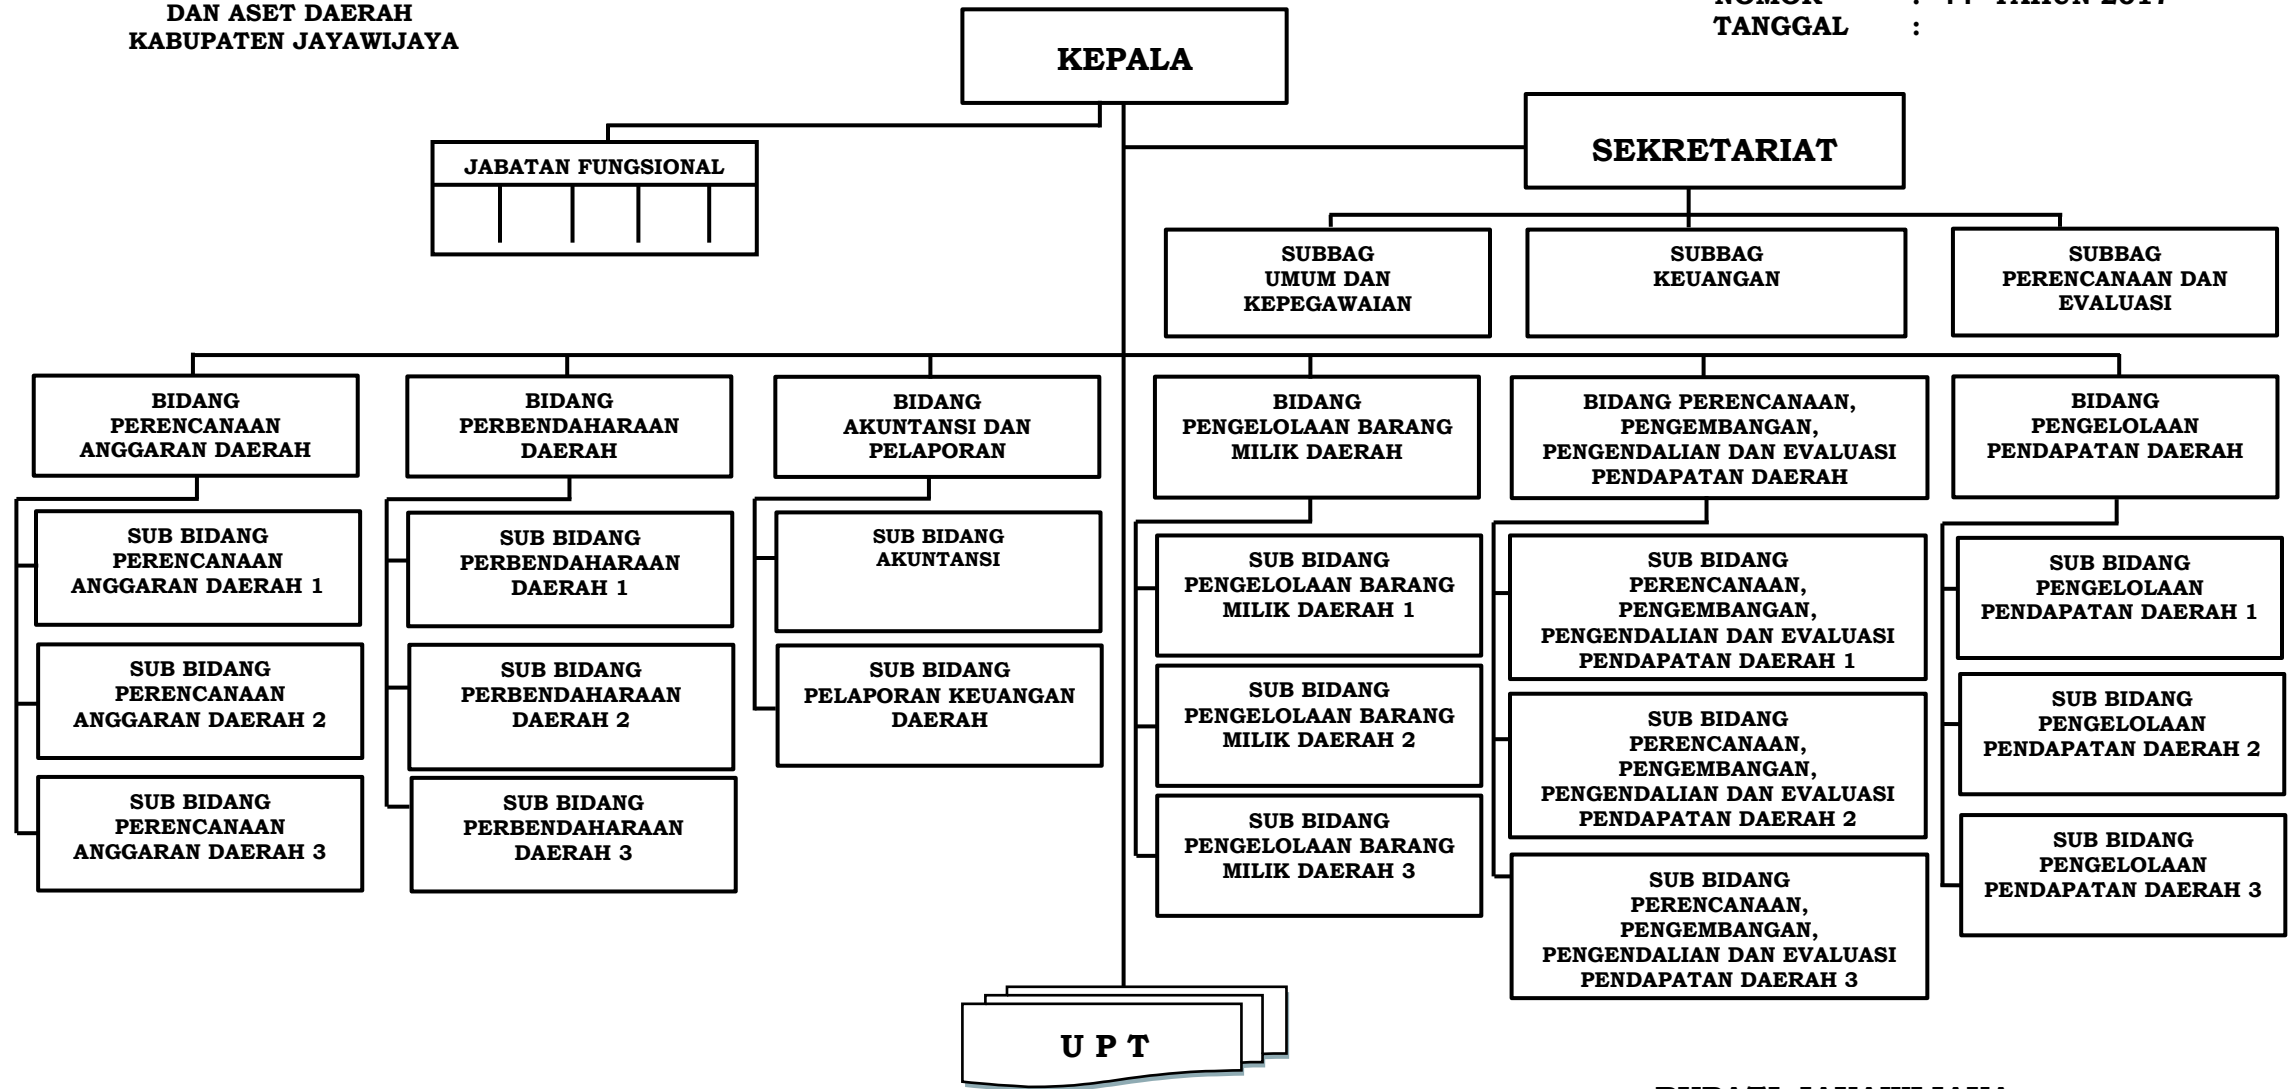 DAN ASET DAERAH
KABUPATEN JAYAWIJAYA
NOMOR : 44 TAHUN 2017
TANGGAL :
KEPALA
SEKRETARIAT
JABATAN FUNGSIONAL
SUBBAG
UMUM DAN
KEPEGAWAIAN
SUBBAG
KEUANGAN
SUBBAG
PERENCANAAN DAN
EVALUASI
BIDANG
PERENCANAAN
ANGGARAN DAERAH
BIDANG
PERBENDAHARAAN
DAERAH
BIDANG
AKUNTANSI DAN
PELAPORAN
BIDANG
PENGELOLAAN BARANG
MILIK DAERAH
BIDANG PERENCANAAN,
PENGEMBANGAN,
PENGENDALIAN DAN EVALUASI
PENDAPATAN DAERAH
BIDANG
PENGELOLAAN
PENDAPATAN DAERAH
SUB BIDANG
PERENCANAAN
ANGGARAN DAERAH 1
SUB BIDANG
PERENCANAAN
ANGGARAN DAERAH 2
SUB BIDANG
PERENCANAAN
ANGGARAN DAERAH 3
SUB BIDANG
PERBENDAHARAAN
DAERAH 1
SUB BIDANG
PERBENDAHARAAN
DAERAH 2
SUB BIDANG
PERBENDAHARAAN
DAERAH 3
SUB BIDANG
AKUNTANSI
SUB BIDANG
PELAPORAN KEUANGAN
DAERAH
SUB BIDANG
PENGELOLAAN BARANG
MILIK DAERAH 1
SUB BIDANG
PENGELOLAAN BARANG
MILIK DAERAH 2
SUB BIDANG
PENGELOLAAN BARANG
MILIK DAERAH 3
SUB BIDANG
PERENCANAAN,
PENGEMBANGAN,
PENGENDALIAN DAN EVALUASI
PENDAPATAN DAERAH 1
SUB BIDANG
PERENCANAAN,
PENGEMBANGAN,
PENGENDALIAN DAN EVALUASI
PENDAPATAN DAERAH 2
SUB BIDANG
PERENCANAAN,
PENGEMBANGAN,
PENGENDALIAN DAN EVALUASI
PENDAPATAN DAERAH 3
SUB BIDANG
PENGELOLAAN
PENDAPATAN DAERAH 1
SUB BIDANG
PENGELOLAAN
PENDAPATAN DAERAH 2
SUB BIDANG
PENGELOLAAN
PENDAPATAN DAERAH 3
U P T
BUPATI JAYAWIJAYA